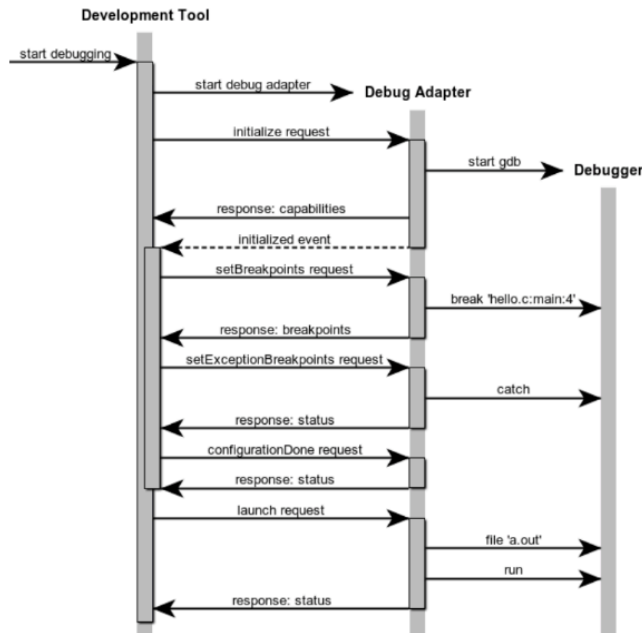 Development Tool
start debugging
start debug adapter
Debug Adapter
initialize request
start gdb
Debugger
response: capabilities
initialized event
setBreakpoints request
break 'hello.c:main:4'
response: breakpoints
setExceptionBreakpoints request
catch
response: status
configurationDone request
response: status
launch request
file 'a.out'
run
response: status